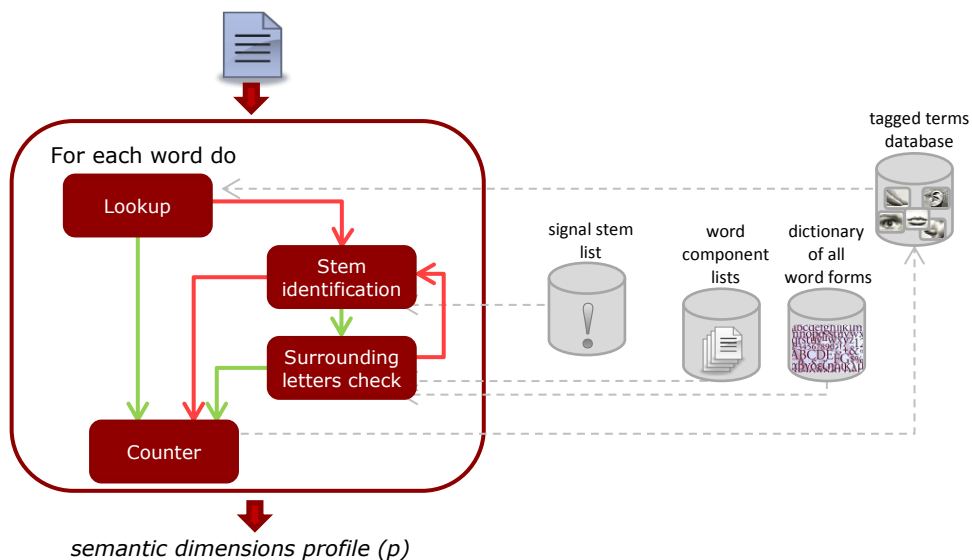 For each word do
Lookup
Stem
identification
Surrounding
letters check
Counter
semantic dimensions profile (p)
signal stem
list
word
component
lists
dictionary
of all
word forms
tagged terms
database